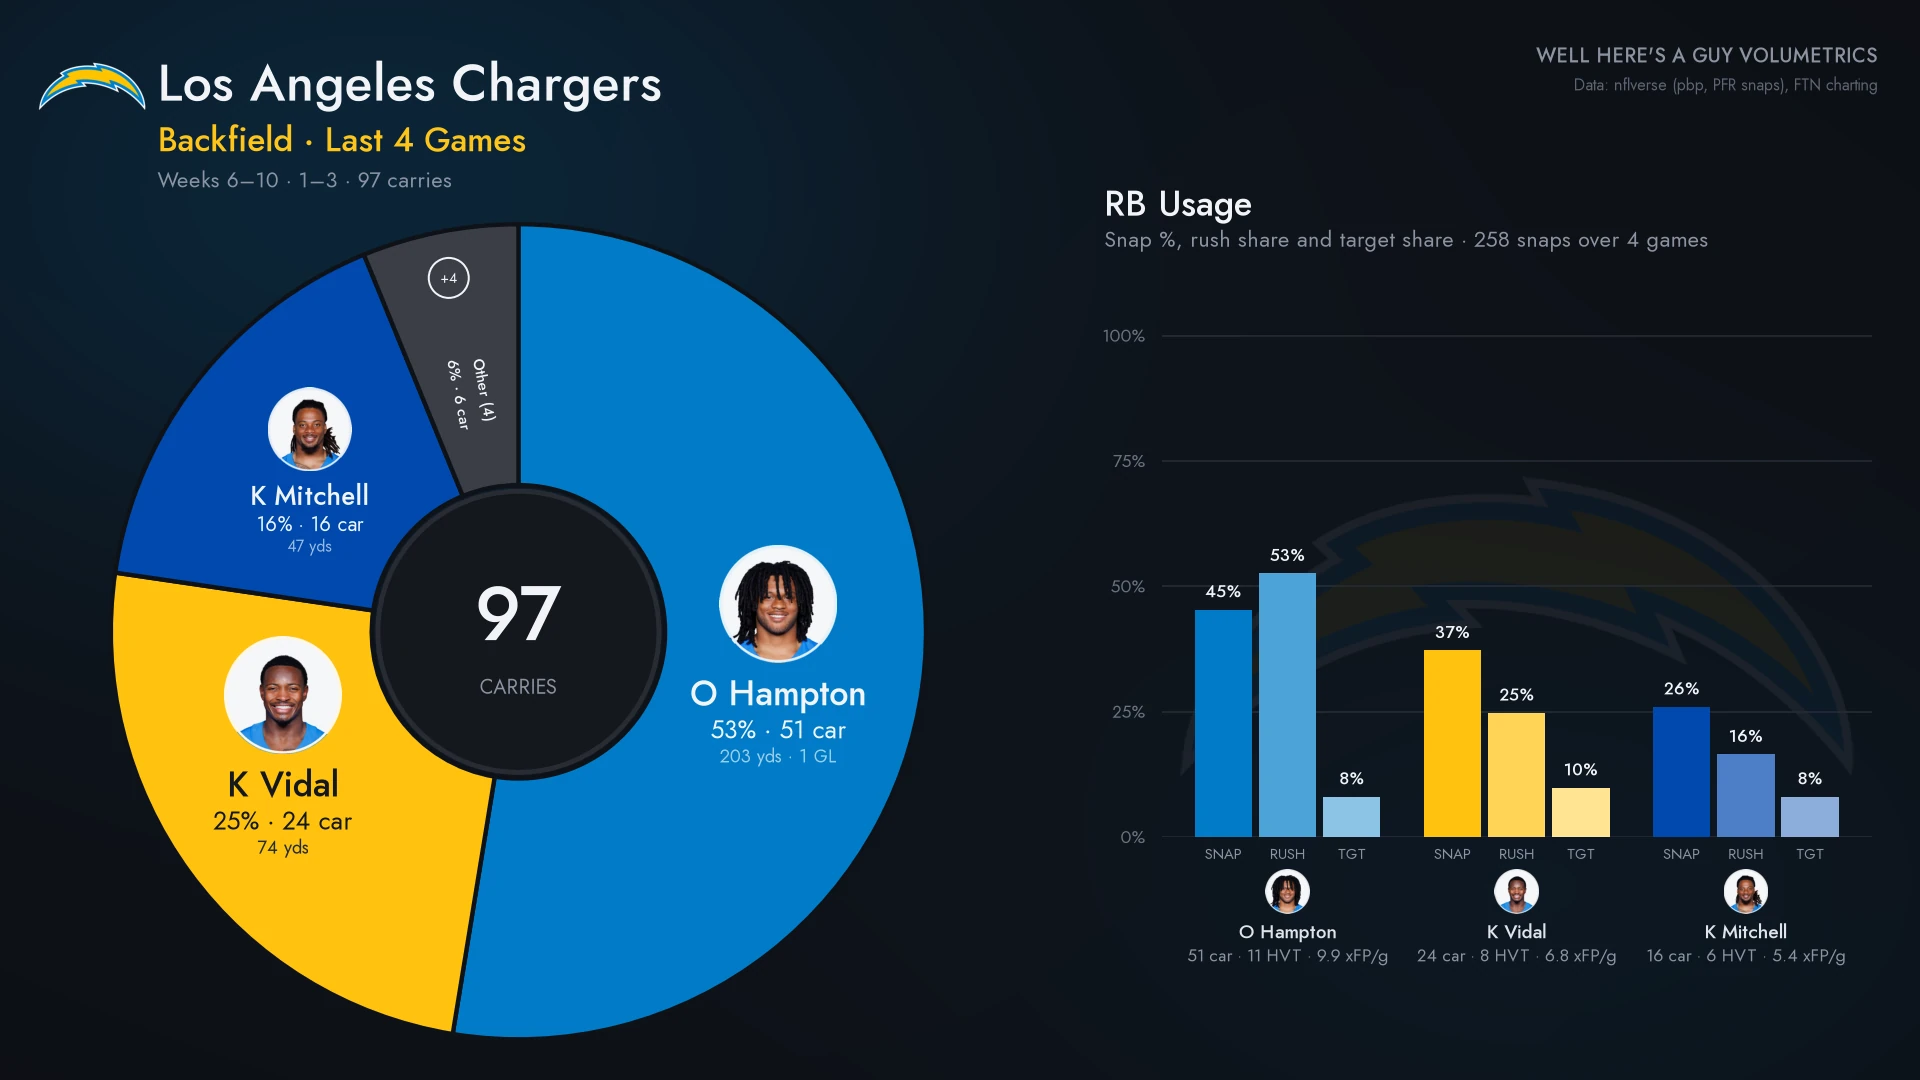 Los Angeles Chargers
Backfield · Last 4 Games
Weeks 6–10 · 1–3 · 97 carries
WELL HERE'S A GUY VOLUMETRICS
Data: nflverse (pbp, PFR snaps), FTN charting
+4
Other (4)
6% · 6 car
K Mitchell
16% · 16 car
47 yds
97
CARRIES
O Hampton
53% · 51 car
203 yds · 1 GL
K Vidal
25% · 24 car
74 yds
RB Usage
Snap %, rush share and target share · 258 snaps over 4 games
100%
75%
50%
25%
0%
45%
53%
8%
37%
25%
10%
26%
16%
8%
SNAP RUSH TGT
SNAP RUSH TGT
SNAP RUSH TGT
O Hampton
51 car · 11 HVT · 9.9 xFP/g
K Vidal
24 car · 8 HVT · 6.8 xFP/g
K Mitchell
16 car · 6 HVT · 5.4 xFP/g